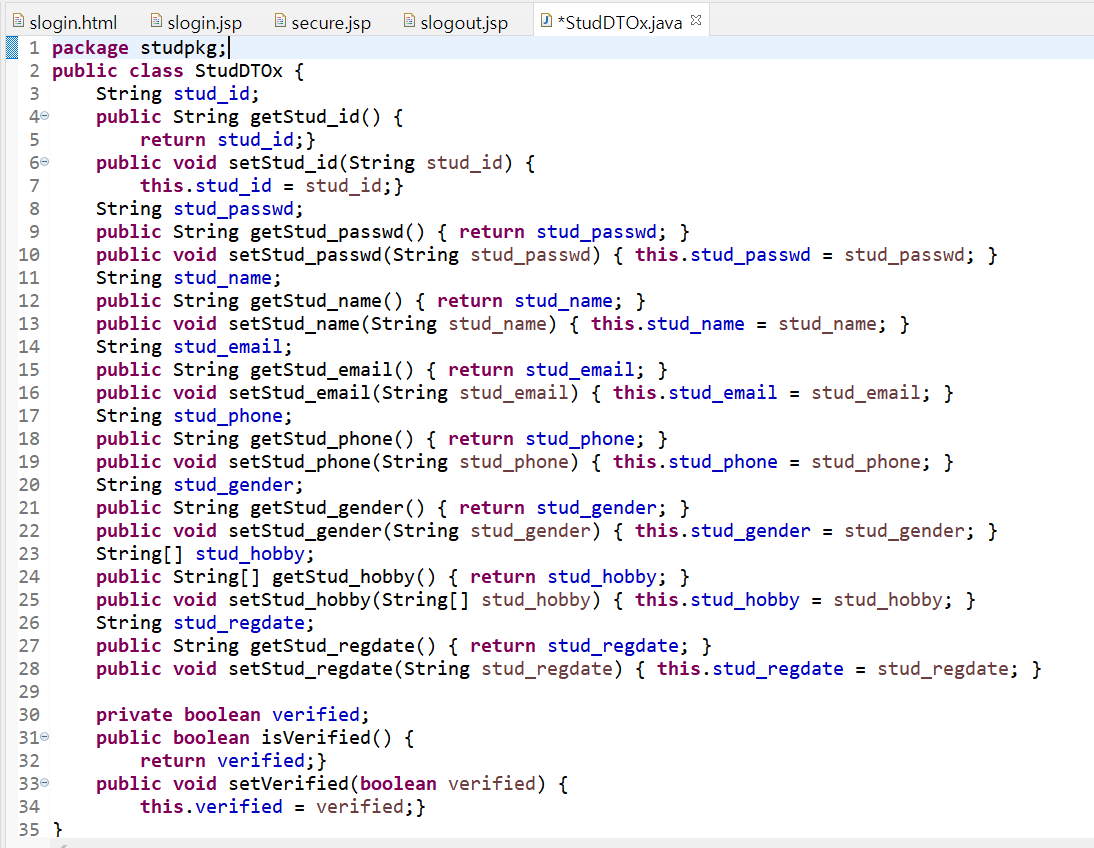 slogin.html slogin.jsp secure.jsp slogout.jsp *StudDTOx.java
1 package studpkg;
2 public class StudDTOx {
3     String stud_id;
4     public String getStud_id() {
5         return stud_id;}
6     public void setStud_id(String stud_id) {
7         this.stud_id = stud_id;}
8     String stud_passwd;
9     public String getStud_passwd() { return stud_passwd; }
10     public void setStud_passwd(String stud_passwd) { this.stud_passwd = stud_passwd; }
11     String stud_name;
12     public String getStud_name() { return stud_name; }
13     public void setStud_name(String stud_name) { this.stud_name = stud_name; }
14     String stud_email;
15     public String getStud_email() { return stud_email; }
16     public void setStud_email(String stud_email) { this.stud_email = stud_email; }
17     String stud_phone;
18     public String getStud_phone() { return stud_phone; }
19     public void setStud_phone(String stud_phone) { this.stud_phone = stud_phone; }
20     String stud_gender;
21     public String getStud_gender() { return stud_gender; }
22     public void setStud_gender(String stud_gender) { this.stud_gender = stud_gender; }
23     String[] stud_hobby;
24     public String[] getStud_hobby() { return stud_hobby; }
25     public void setStud_hobby(String[] stud_hobby) { this.stud_hobby = stud_hobby; }
26     String stud_regdate;
27     public String getStud_regdate() { return stud_regdate; }
28     public void setStud_regdate(String stud_regdate) { this.stud_regdate = stud_regdate; }
29
30     private boolean verified;
31     public boolean isVerified() {
32         return verified;}
33     public void setVerified(boolean verified) {
34         this.verified = verified;}
35 }